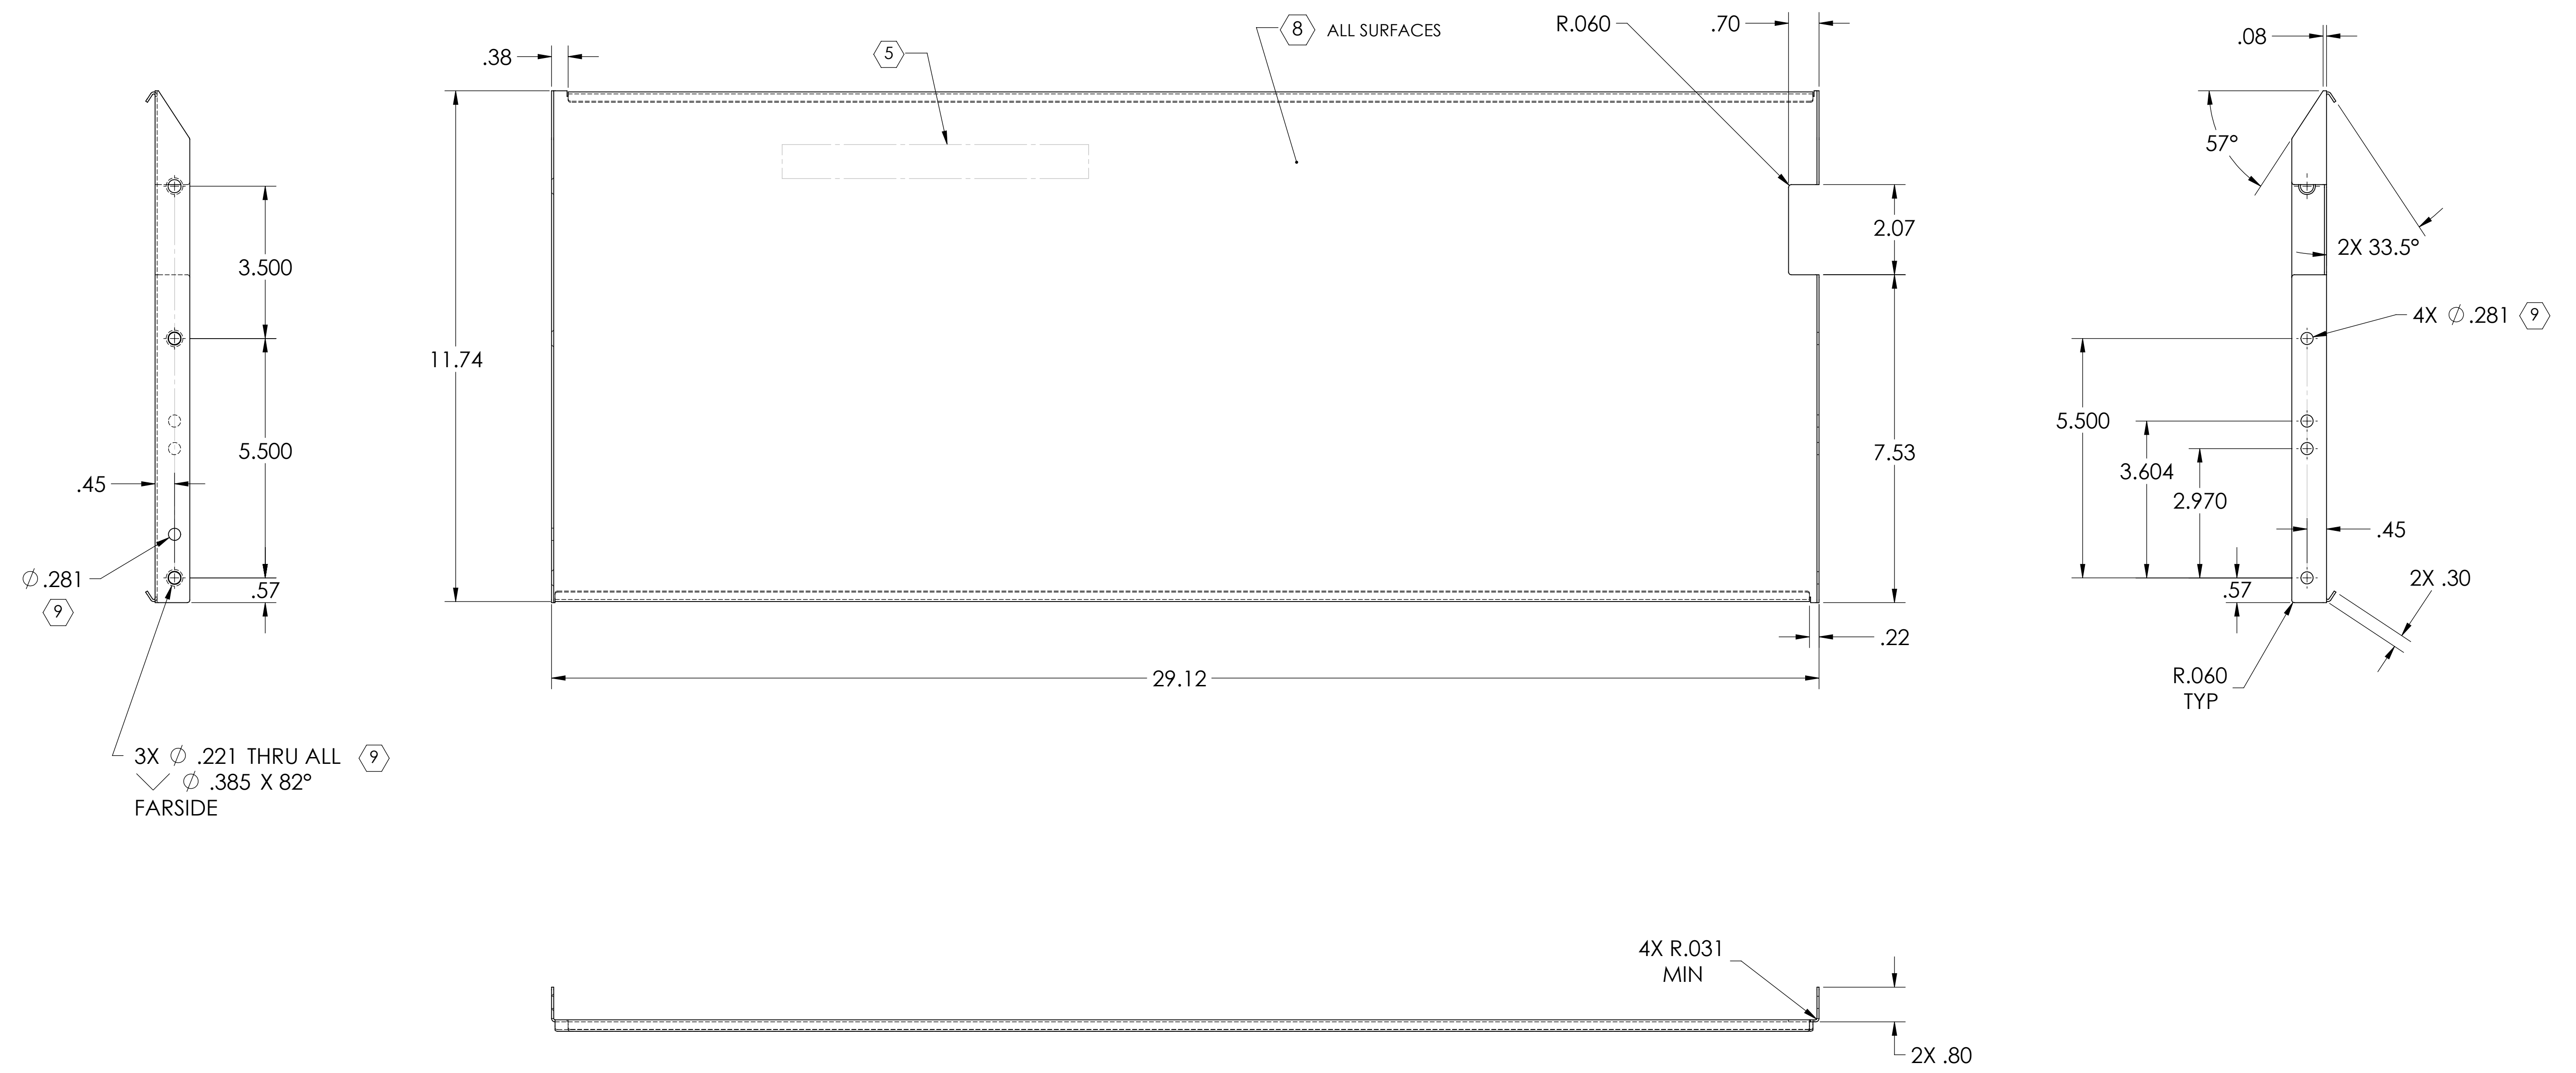 .38
5
8 ALL SURFACES
R.060
.70
.08
57°
2X 33.5°
2.07
3.500
11.74
4X ∅ .281 9
5.500
.45
7.53
5.500
3.604
2.970
.45
∅ .281
9
.57
2X .30
.57
.22
29.12
R.060
TYP
3X ∅ .221 THRU ALL 9
⌵ ∅ .385 X 82°
FARSIDE
4X R.031
MIN
2X .80